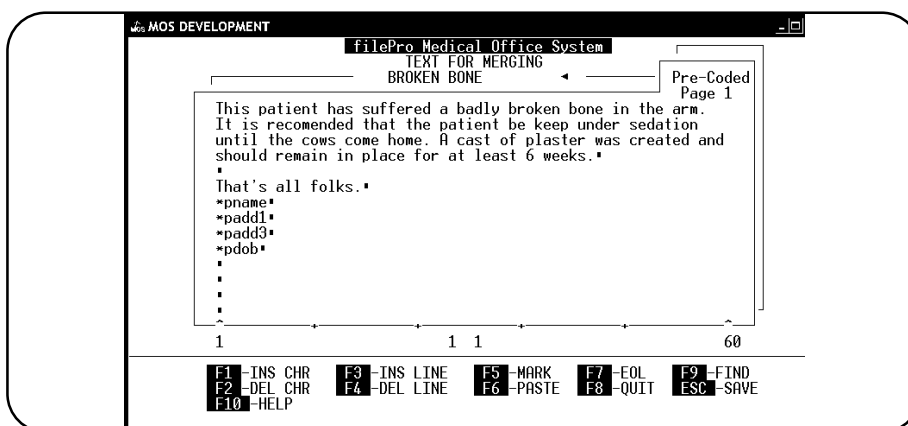 MOS DEVELOPMENT
filePro Medical Office System
TEXT FOR MERGING
BROKEN BONE
Pre-Coded
Page 1
This patient has suffered a badly broken bone in the arm.
It is recomended that the patient be keep under sedation
until the cows come home. A cast of plaster was created and
should remain in place for at least 6 weeks.
That's all folks.
*pname
*padd1
*padd3
*pdob
1 1 1 60
F1 -INS CHR F3 -INS LINE F5 -MARK F7 -EOL F9 -FIND
F2 -DEL CHR F4 -DEL LINE F6 -PASTE F8 -QUIT ESC -SAVE
F10 -HELP